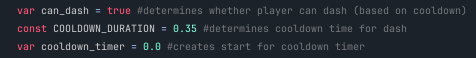 var can_dash = true #determines whether player can dash (based on cooldown)
const COOLDOWN_DURATION = 0.35 #determines cooldown time for dash
var cooldown_timer = 0.0 #creates start for cooldown timer